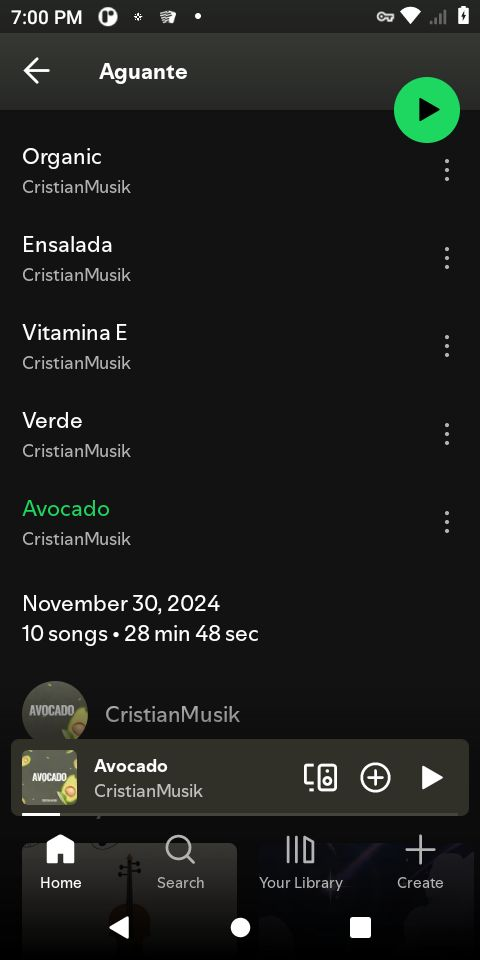 7:00 PM
Aguante
Organic
CristianMusik
Ensalada
CristianMusik
Vitamina E
CristianMusik
Verde
CristianMusik
Avocado
CristianMusik
November 30, 2024
10 songs • 28 min 48 sec
AVOCADO
CristianMusik
AVOCADO
Avocado
CristianMusik
Home
Search
Your Library
Create